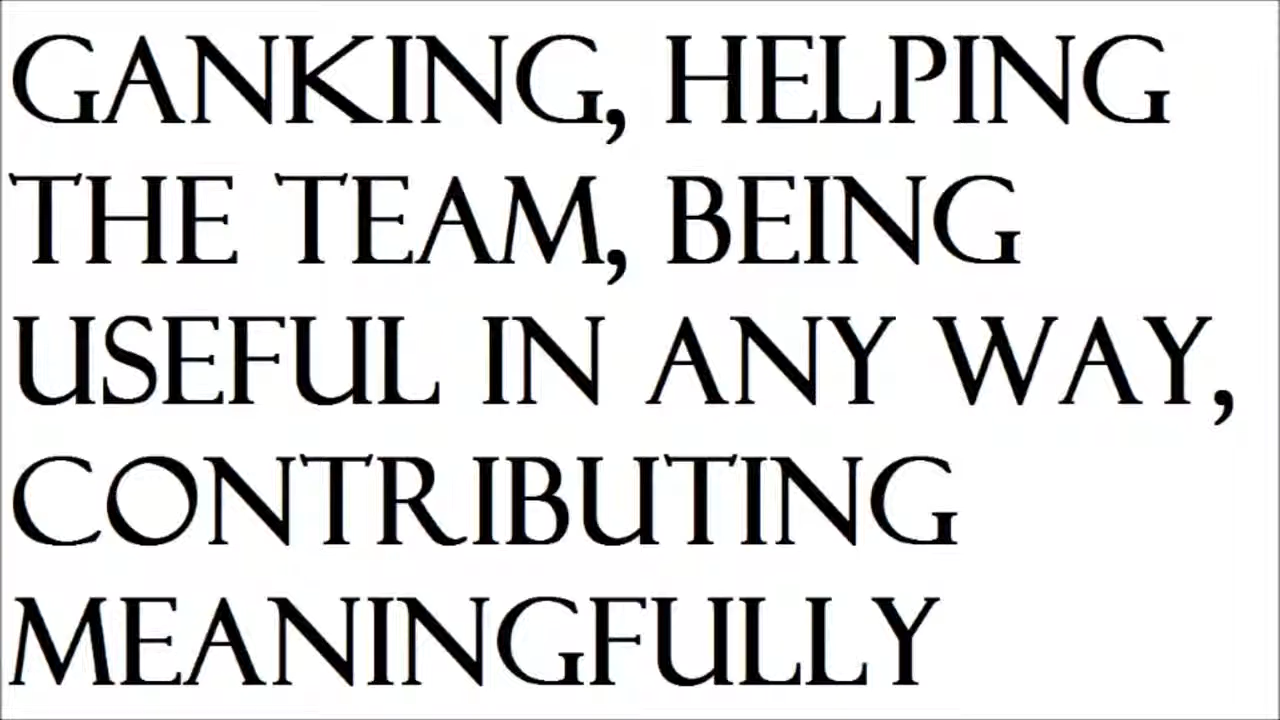 GANKING, HELPING
THE TEAM, BEING
USEFUL IN ANY WAY,
CONTRIBUTING
MEANINGFULLY